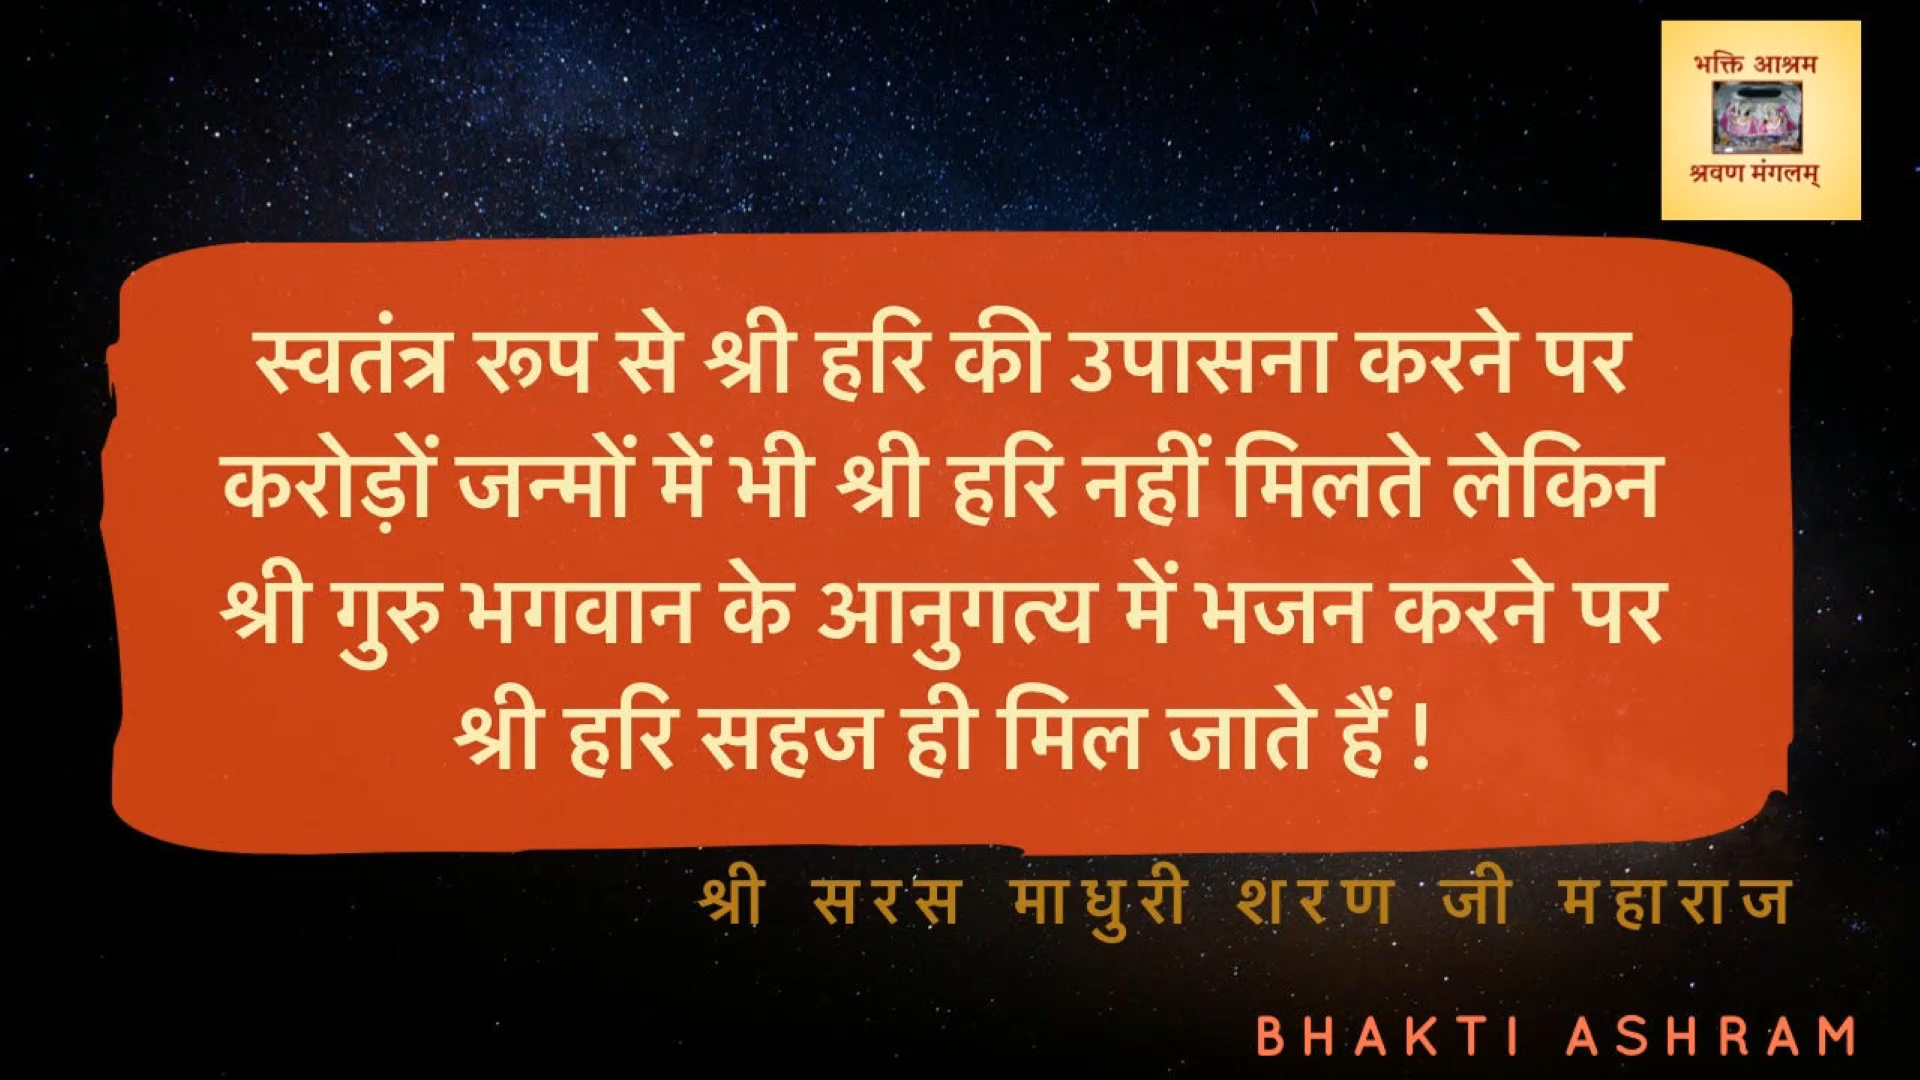 भक्ति आश्रम
श्रवण मंगलम्
स्वतंत्र रूप से श्री हरि की उपासना करने पर
करोड़ों जन्मों में भी श्री हरि नहीं मिलते लेकिन
श्री गुरु भगवान के आनुगत्य में भजन करने पर
श्री हरि सहज ही मिल जाते हैं !
श्री सरस माधुरी शरण जी महाराज
BHAKTI ASHRAM